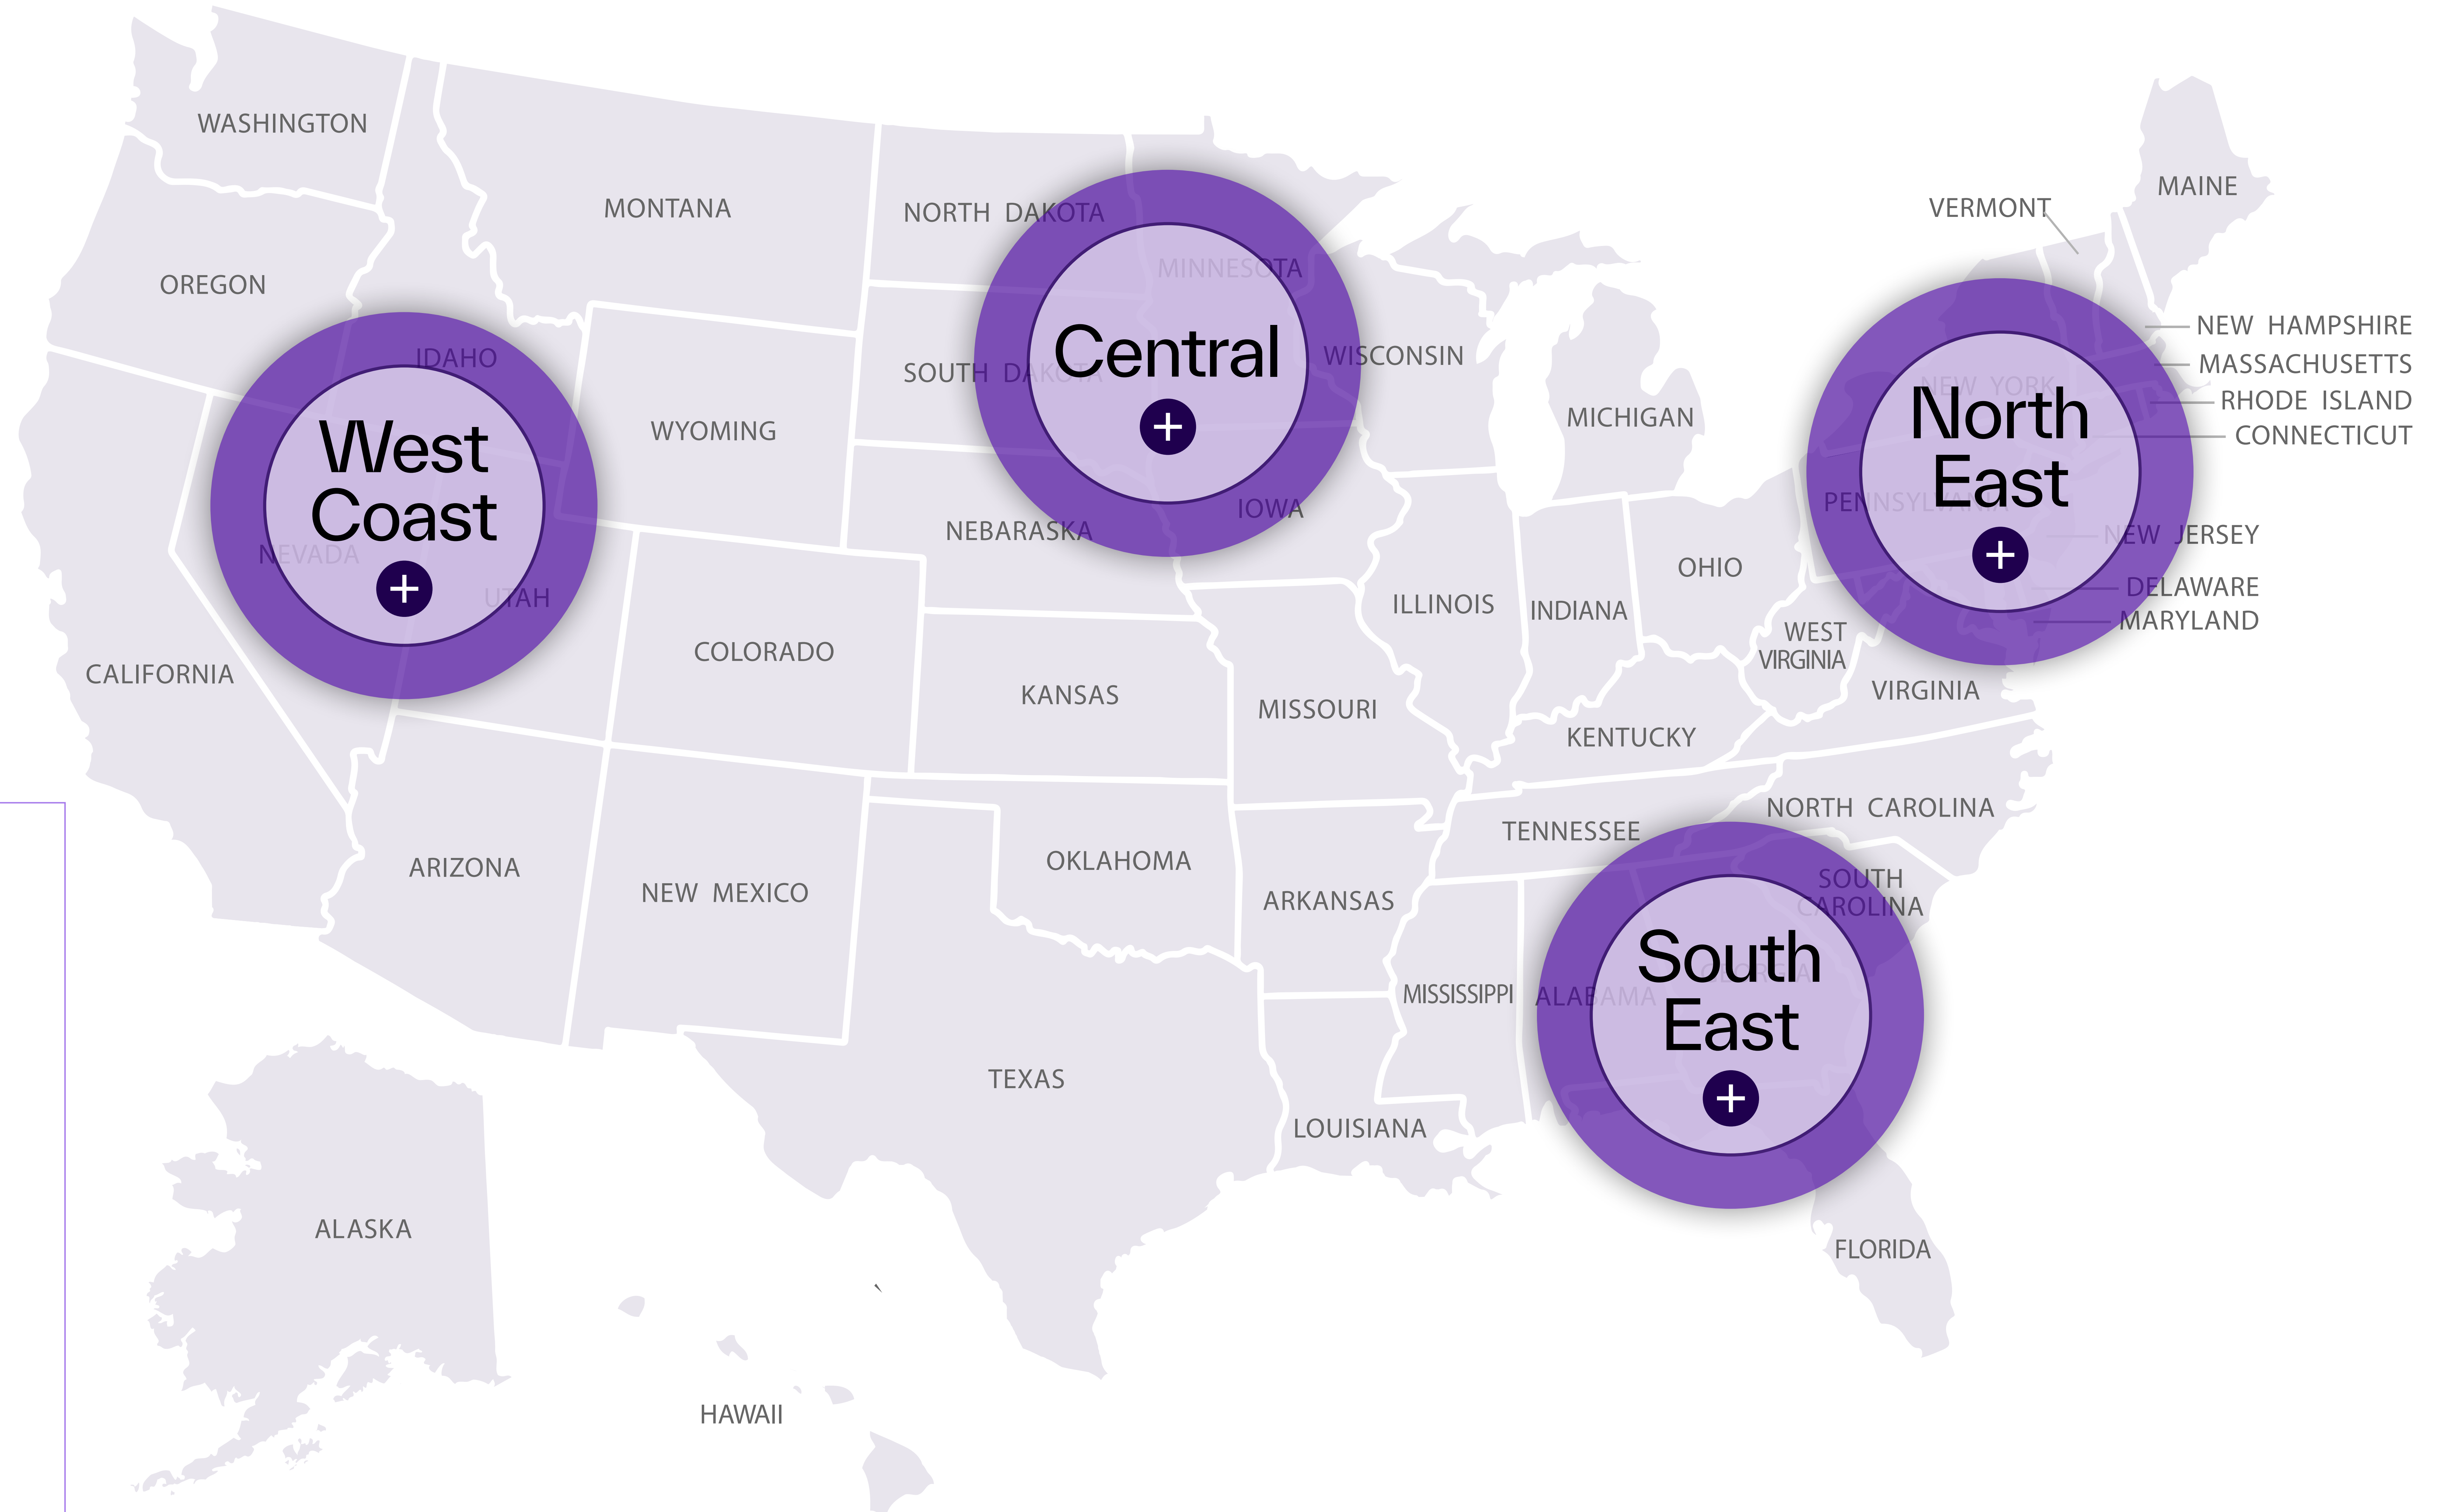 WASHINGTON
MAINE
VERMONT
MONTANA
NORTH DAKOTA
MINNESOTA
OREGON
NEW HAMPSHIRE
IDAHO
SOUTH DAKOTA
Central
+
WISCONSIN
MASSACHUSETTS
NEW YORK
RHODE ISLAND
CONNECTICUT
WYOMING
MICHIGAN
West
Coast
+
North
East
+
PENNSYLVANIA
NEBARASKA
IOWA
NEW JERSEY
NEVADA
UTAH
ILLINOIS
INDIANA
OHIO
DELAWARE
MARYLAND
WEST
VIRGINIA
CALIFORNIA
COLORADO
KANSAS
MISSOURI
KENTUCKY
VIRGINIA
NORTH CAROLINA
TENNESSEE
ARIZONA
NEW MEXICO
OKLAHOMA
ARKANSAS
SOUTH
CAROLINA
MISSISSIPPI
ALABAMA
GEORGIA
South
East
+
TEXAS
LOUISIANA
ALASKA
FLORIDA
HAWAII